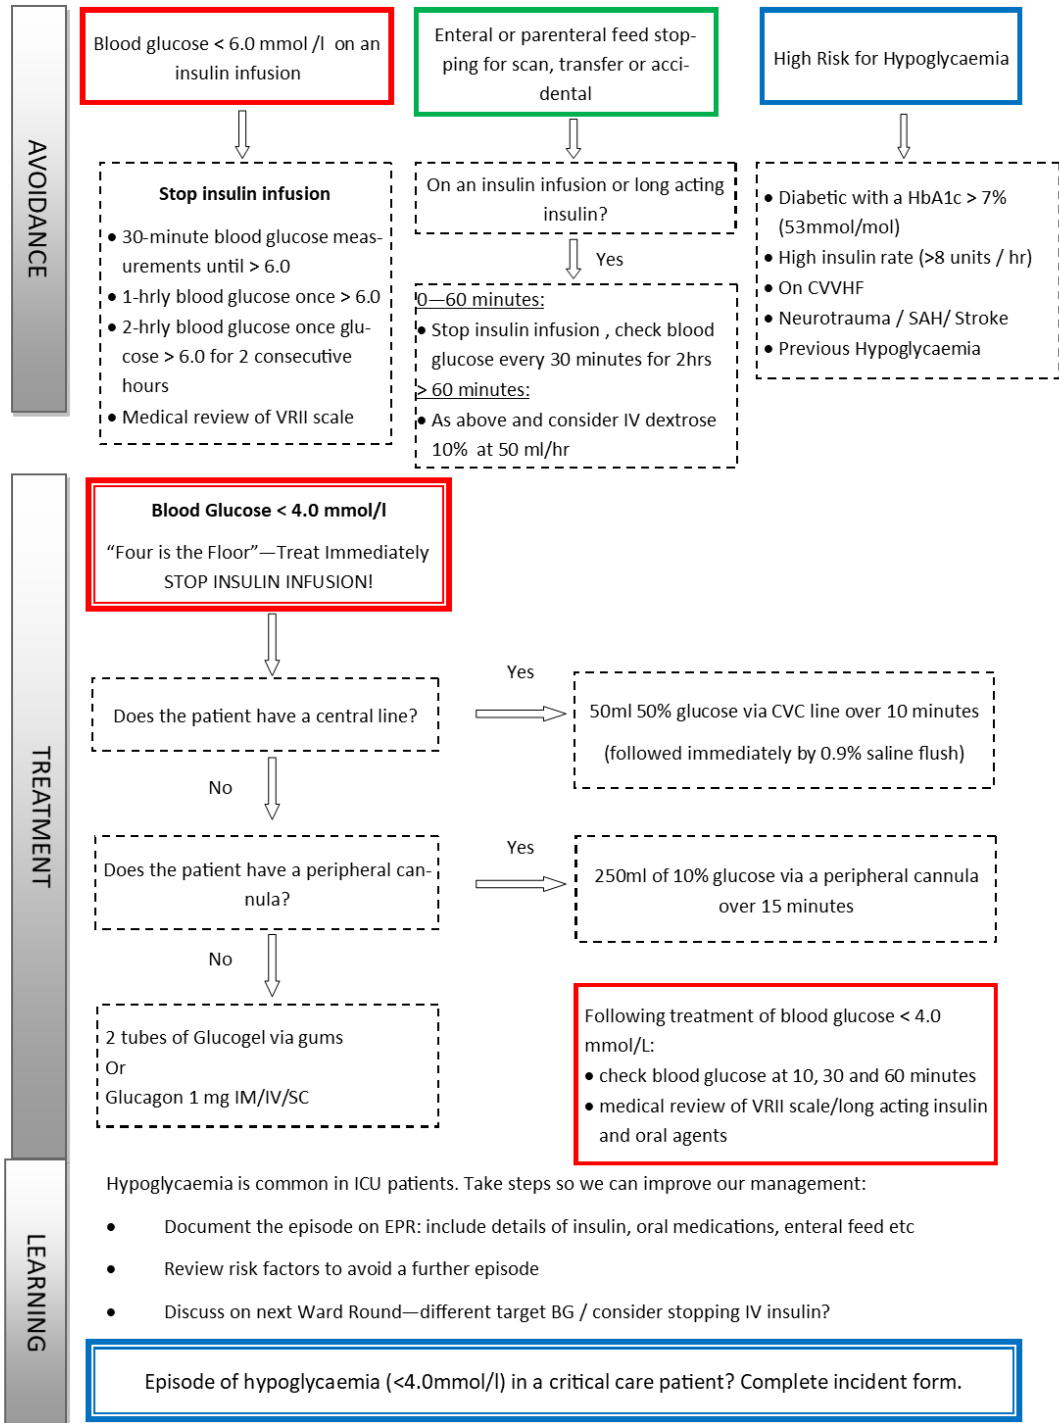 AVOIDANCE
Blood glucose < 6.0 mmol /l on an
insulin infusion
Stop insulin infusion
● 30-minute blood glucose meas-
urements until > 6.0
● 1-hrly blood glucose once > 6.0
● 2-hrly blood glucose once glu-
cose > 6.0 for 2 consecutive
hours
● Medical review of VRII scale
Enteral or parenteral feed stop-
ping for scan, transfer or acci-
dental
On an insulin infusion or long acting
insulin?
Yes
0—60 minutes:
● Stop insulin infusion , check blood
glucose every 30 minutes for 2hrs
> 60 minutes:
● As above and consider IV dextrose
10% at 50 ml/hr
High Risk for Hypoglycaemia
● Diabetic with a HbA1c > 7%
(53mmol/mol)
● High insulin rate (>8 units / hr)
● On CVVHF
● Neurotrauma / SAH/ Stroke
● Previous Hypoglycaemia
TREATMENT
Blood Glucose < 4.0 mmol/l
“Four is the Floor”—Treat Immediately
STOP INSULIN INFUSION!
Does the patient have a central line?
Yes
50ml 50% glucose via CVC line over 10 minutes
(followed immediately by 0.9% saline flush)
No
Does the patient have a peripheral can-
nula?
Yes
250ml of 10% glucose via a peripheral cannula
over 15 minutes
No
2 tubes of Glucogel via gums
Or
Glucagon 1 mg IM/IV/SC
Following treatment of blood glucose < 4.0
mmol/L:
● check blood glucose at 10, 30 and 60 minutes
● medical review of VRII scale/long acting insulin
and oral agents
LEARNING
Hypoglycaemia is common in ICU patients. Take steps so we can improve our management:
● Document the episode on EPR: include details of insulin, oral medications, enteral feed etc
● Review risk factors to avoid a further episode
● Discuss on next Ward Round—different target BG / consider stopping IV insulin?
Episode of hypoglycaemia (<4.0mmol/l) in a critical care patient? Complete incident form.